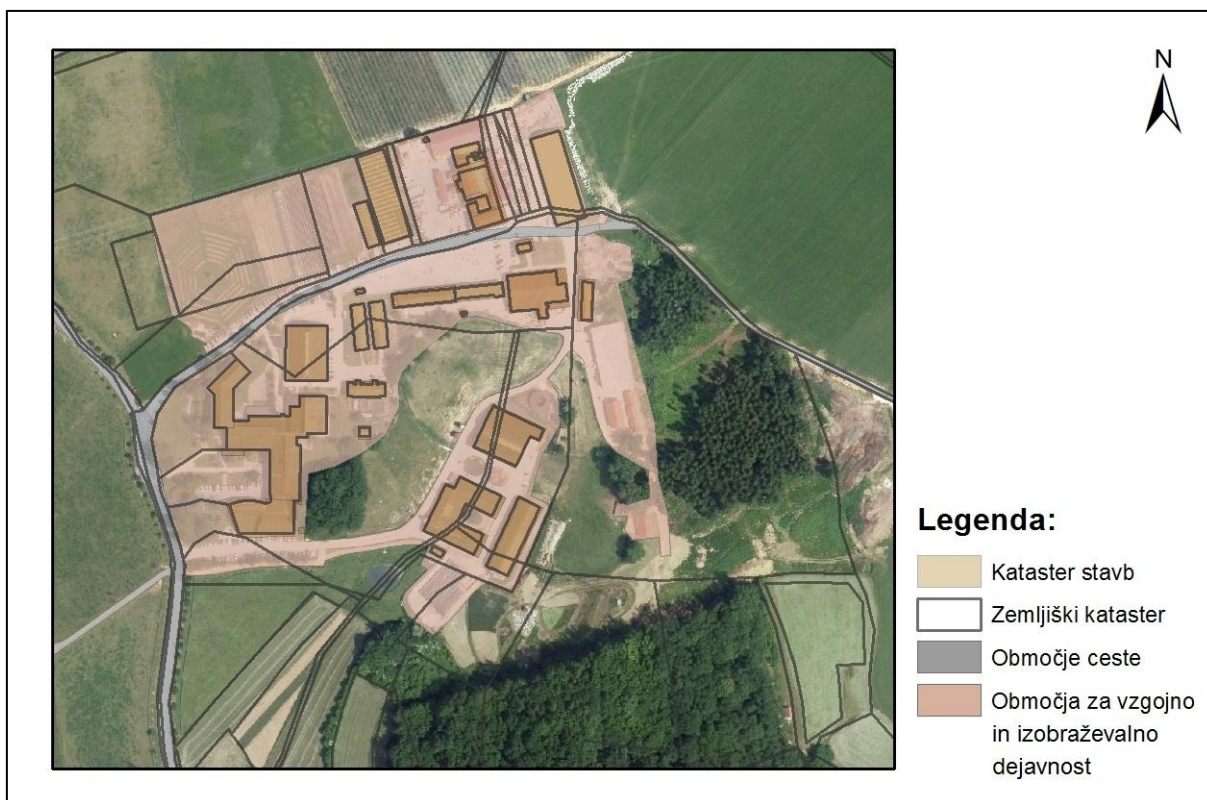 N
Legenda:
Kataster stavb
Zemljiški kataster
Območje ceste
Območja za vzgojno
in izobraževalno
dejavnost